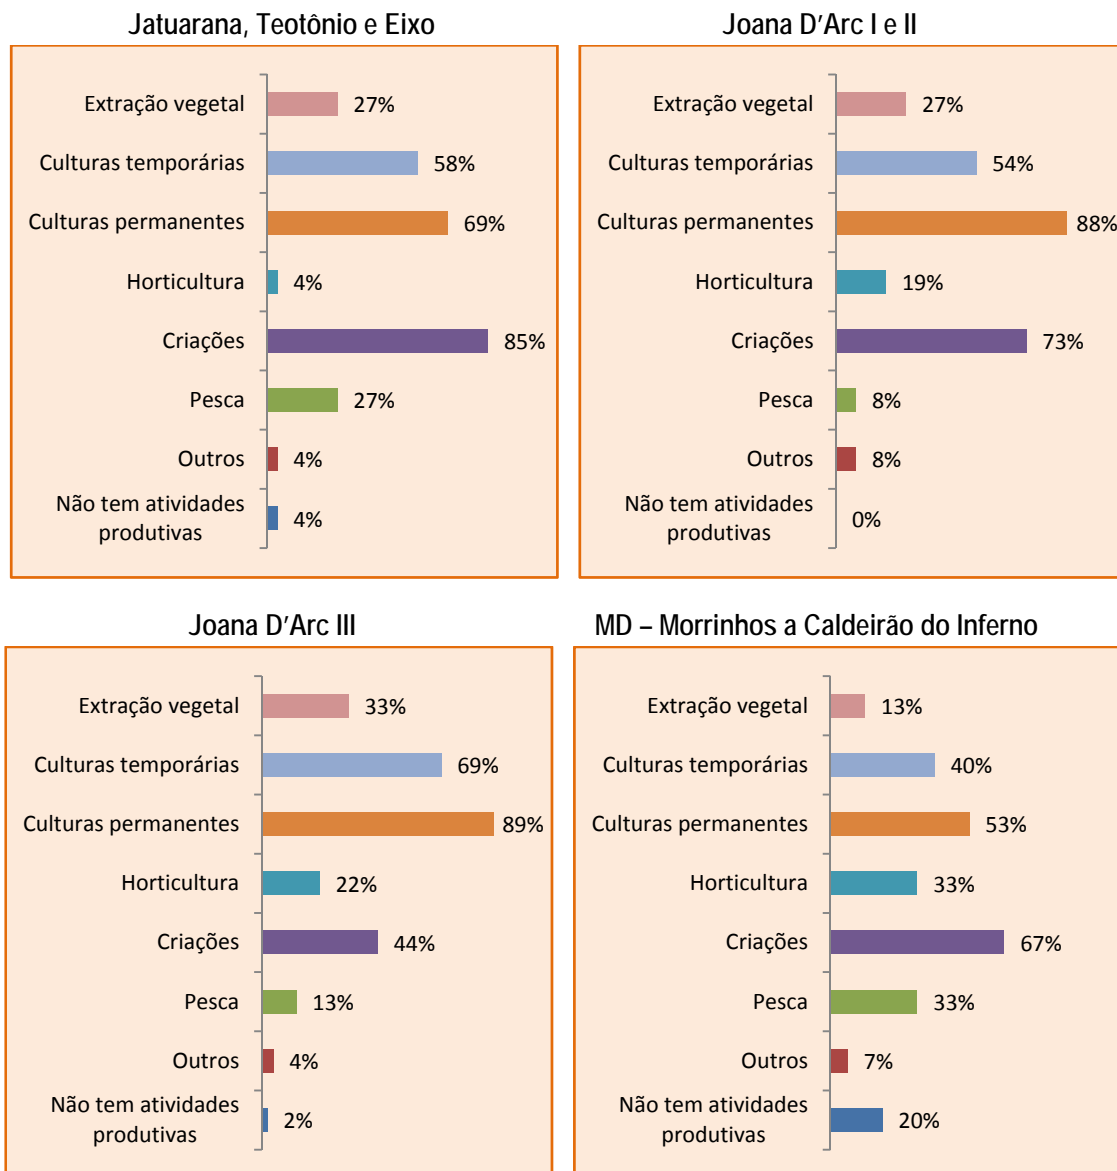 Jatuarana, Teotônio e Eixo
Extração vegetal 27%
Culturas temporárias 58%
Culturas permanentes 69%
Horticultura 4%
Criações 85%
Pesca 27%
Outros 4%
Não tem atividades
produtivas 4%
Joana D'Arc I e II
Extração vegetal 27%
Culturas temporárias 54%
Culturas permanentes 88%
Horticultura 19%
Criações 73%
Pesca 8%
Outros 8%
Não tem atividades
produtivas 0%
Joana D'Arc III
Extração vegetal 33%
Culturas temporárias 69%
Culturas permanentes 89%
Horticultura 22%
Criações 44%
Pesca 13%
Outros 4%
Não tem atividades
produtivas 2%
MD – Morrinhos a Caldeirão do Inferno
Extração vegetal 13%
Culturas temporárias 40%
Culturas permanentes 53%
Horticultura 33%
Criações 67%
Pesca 33%
Outros 7%
Não tem atividades
produtivas 20%